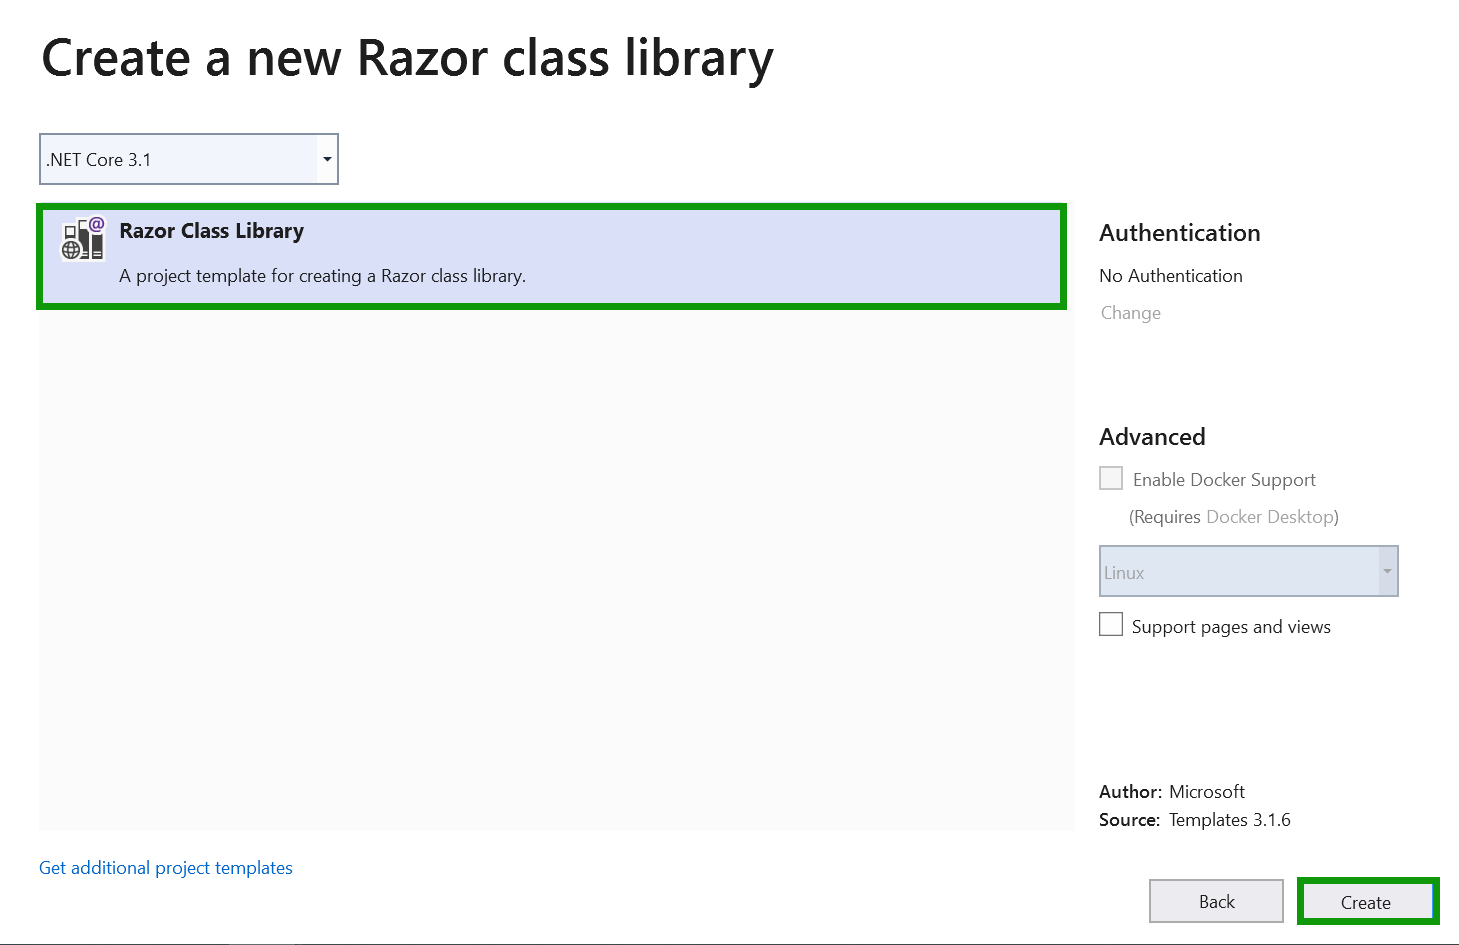 Create a new Razor class library
.NET Core 3.1
@
Razor Class Library
A project template for creating a Razor class library.
Authentication
No Authentication
Change
Advanced
Enable Docker Support
(Requires Docker Desktop)
Linux
Support pages and views
Author: Microsoft
Source: Templates 3.1.6
Get additional project templates
Back
Create